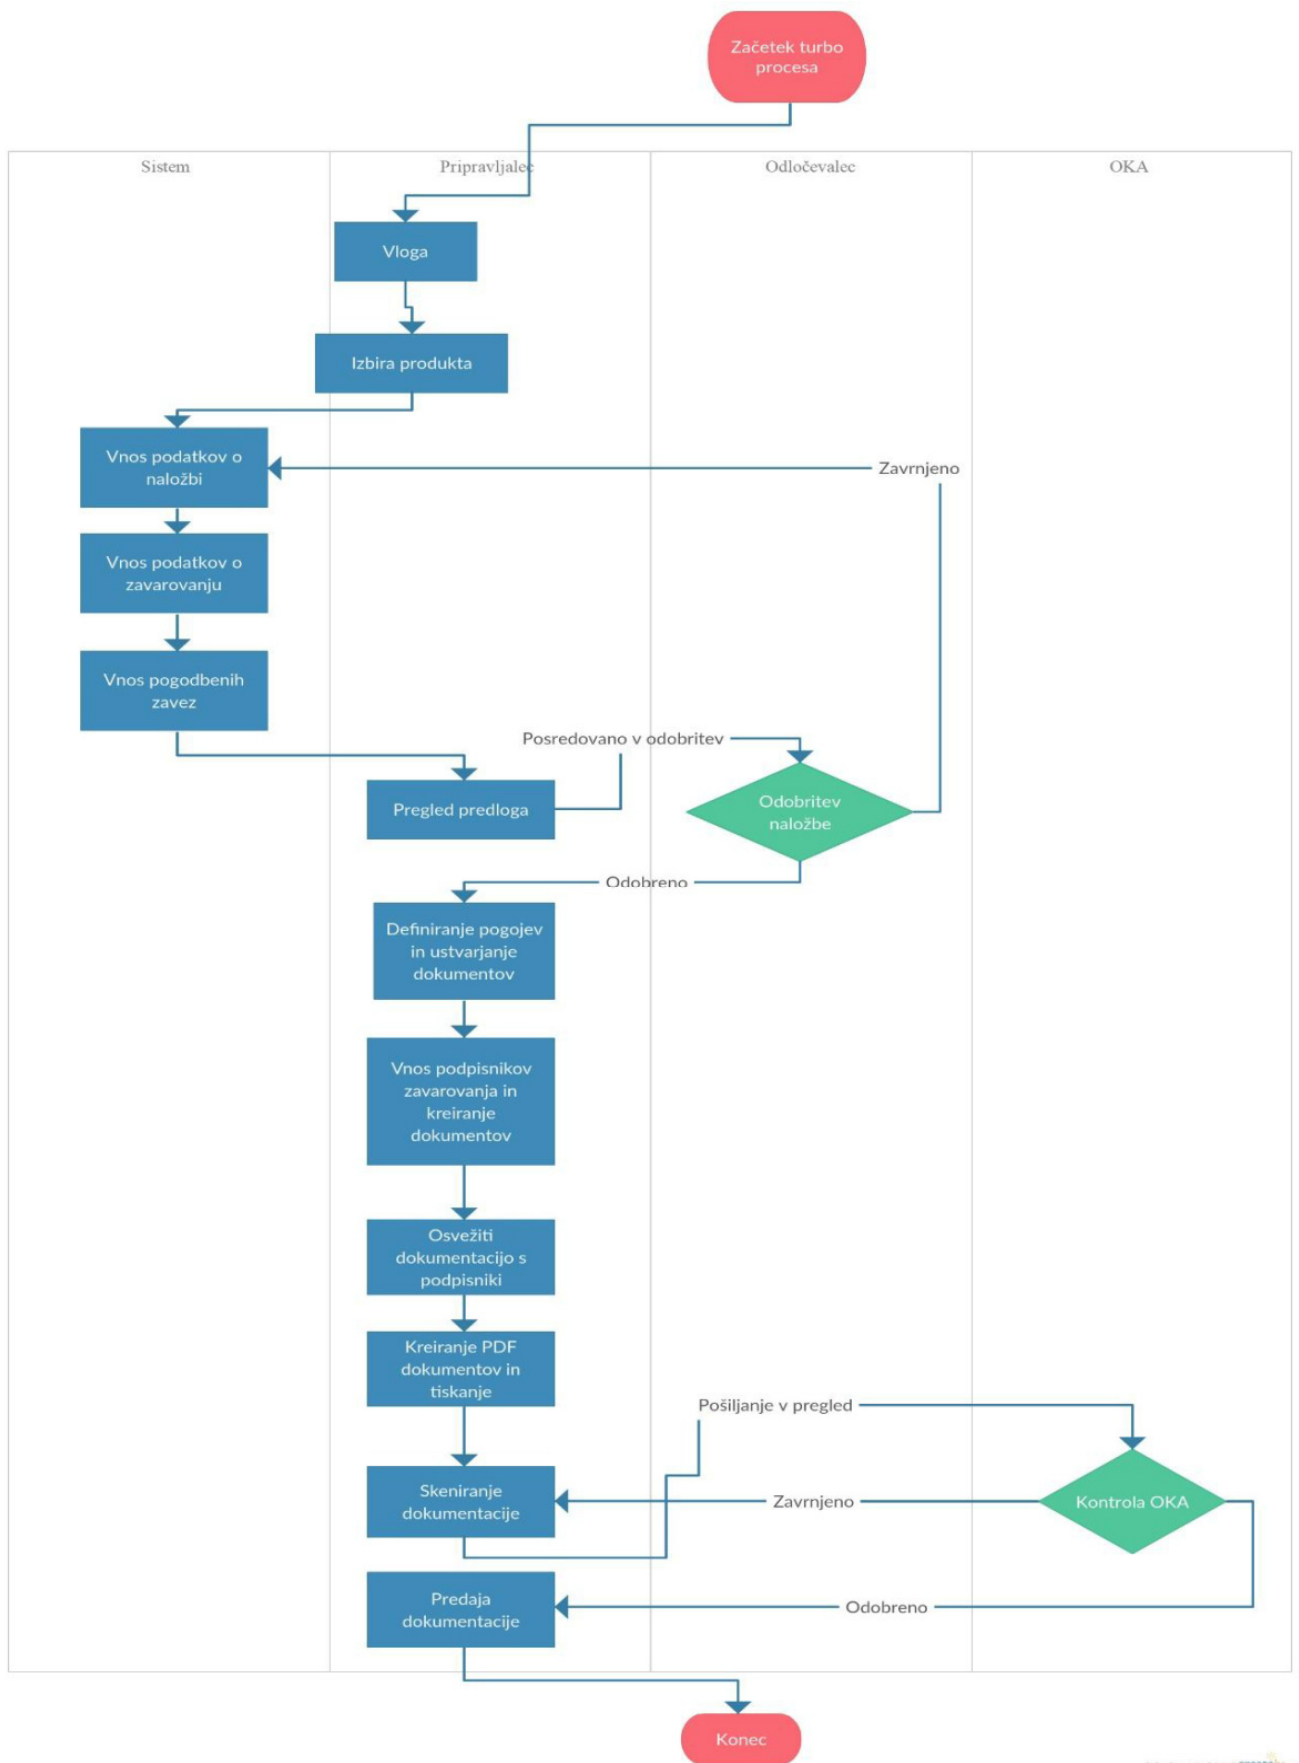 Začetek turbo
procesa
Sistem
Pripravljalec
Odločevalec
OKA
Vloga
Izbira produkta
Vnos podatkov o
naložbi
Zavrnjeno
Vnos podatkov o
zavarovanju
Vnos pogodbenih
zavez
Posredovano v odobritev
Pregled predloga
Odobritev
naložbe
Odobreno
Definiranje pogojev
in ustvarjanje
dokumentov
Vnos podpisnikov
zavarovanja in
kreiranje
dokumentov
Osvežiti
dokumentacijo s
podpisniki
Kreiranje PDF
dokumentov in
tiskanje
Pošiljanje v pregled
Skeniranje
dokumentacije
Zavrnjeno
Kontrola OKA
Predaja
dokumentacije
Odobreno
Konec